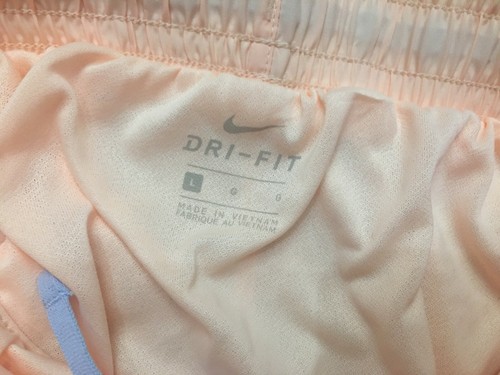 DRI-FIT
L G G
MADE IN VIETNAM
FABRIQUE AU VIETNAM